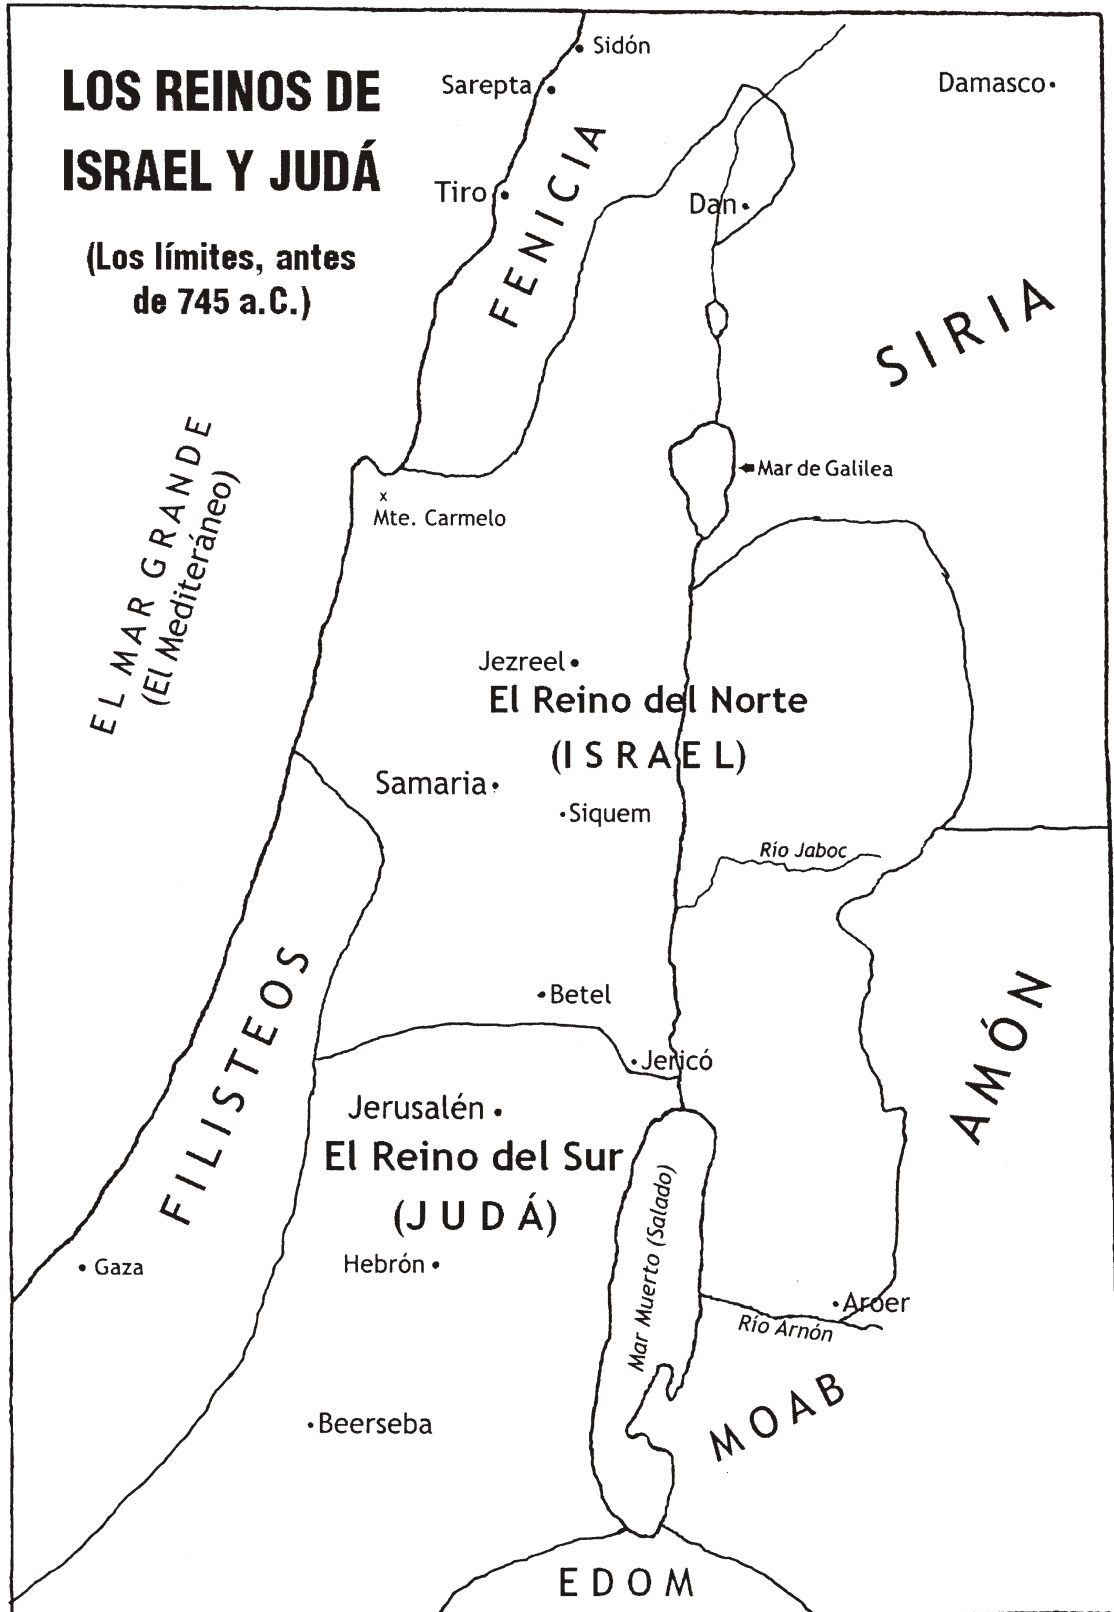 LOS REINOS DE
ISRAEL Y JUDÁ
(Los límites, antes
de 745 a.C.)
Sidón
Sarepta
Damasco
Tiro
FENICIA
Dan
SIRIA
Mar de Galilea
x
Mte. Carmelo
EL MAR GRANDE
(El Mediteráneo)
Jezreel
El Reino del Norte
(ISRAEL)
Samaria
Siquem
Río Jaboc
FILISTEOS
Betel
AMÓN
Jericó
Jerusalén
El Reino del Sur
(JUDÁ)
Mar Muerto (Salado)
Gaza
Hebrón
Aroer
Río Arnón
MOAB
Beerseba
EDOM